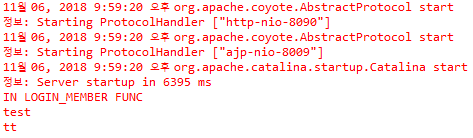 11월 06, 2018 9:59:20 오후 org.apache.coyote.AbstractProtocol start
정보: Starting ProtocolHandler ["http-nio-8090"]
11월 06, 2018 9:59:20 오후 org.apache.coyote.AbstractProtocol start
정보: Starting ProtocolHandler ["ajp-nio-8009"]
11월 06, 2018 9:59:20 오후 org.apache.catalina.startup.Catalina start
정보: Server startup in 6395 ms
IN LOGIN_MEMBER FUNC
test
tt